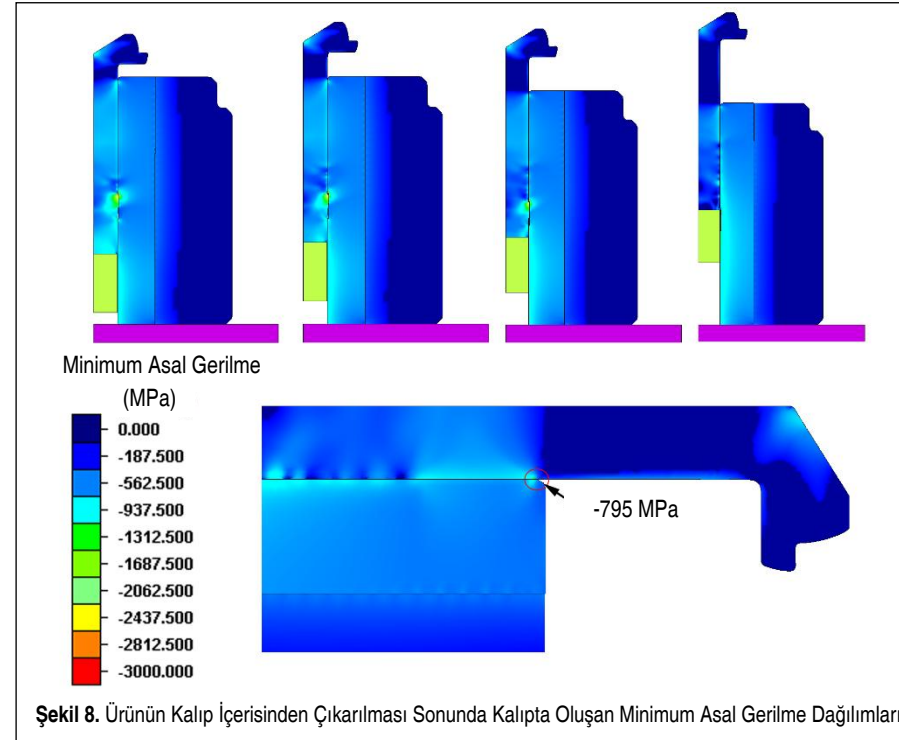 Minimum Asal Gerilme
(MPa)
0.000
-187.500
-562.500
-937.500
-1312.500
-1687.500
-2062.500
-2437.500
-2812.500
-3000.000
-795 MPa
Şekil 8. Ürünün Kalıp İçerisinden Çıkarılması Sonunda Kalıpta Oluşan Minimum Asal Gerilme Dağılımları